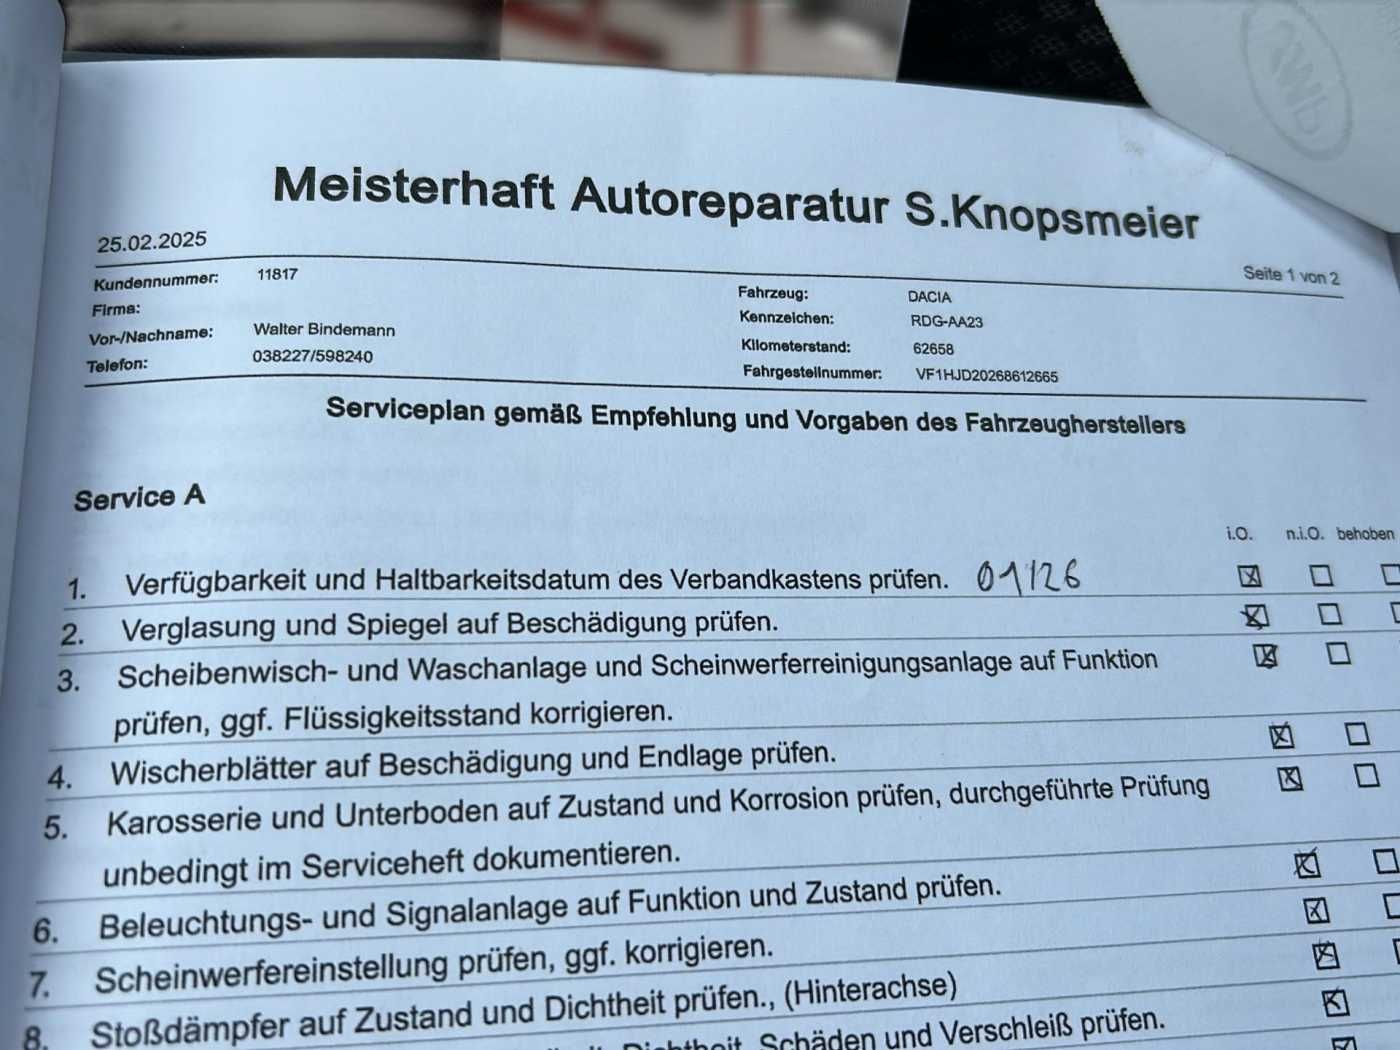 Meisterhaft Autoreparatur S.Knopsmeier
25.02.2025
Seite 1 von 2
Kundennummer: 11817
Firma:
Vor-/Nachname: Walter Bindemann
Telefon: 038227/598240
Fahrzeug: DACIA
Kennzeichen: RDG-AA23
Kilometerstand: 62658
Fahrgestellnummer: VF1HJD20268612665
Serviceplan gemäß Empfehlung und Vorgaben des Fahrzeugherstellers
Service A
i.O. n.i.O. behoben
1. Verfügbarkeit und Haltbarkeitsdatum des Verbandkastens prüfen. 01/26
2. Verglasung und Spiegel auf Beschädigung prüfen.
3. Scheibenwisch- und Waschanlage und Scheinwerferreinigungsanlage auf Funktion
prüfen, ggf. Flüssigkeitsstand korrigieren.
4. Wischerblätter auf Beschädigung und Endlage prüfen.
5. Karosserie und Unterboden auf Zustand und Korrosion prüfen, durchgeführte Prüfung
unbedingt im Serviceheft dokumentieren.
6. Beleuchtungs- und Signalanlage auf Funktion und Zustand prüfen.
7. Scheinwerfereinstellung prüfen, ggf. korrigieren.
8. Stoßdämpfer auf Zustand und Dichtheit prüfen., (Hinterachse)
Dichtheit, Schäden und Verschleiß prüfen.